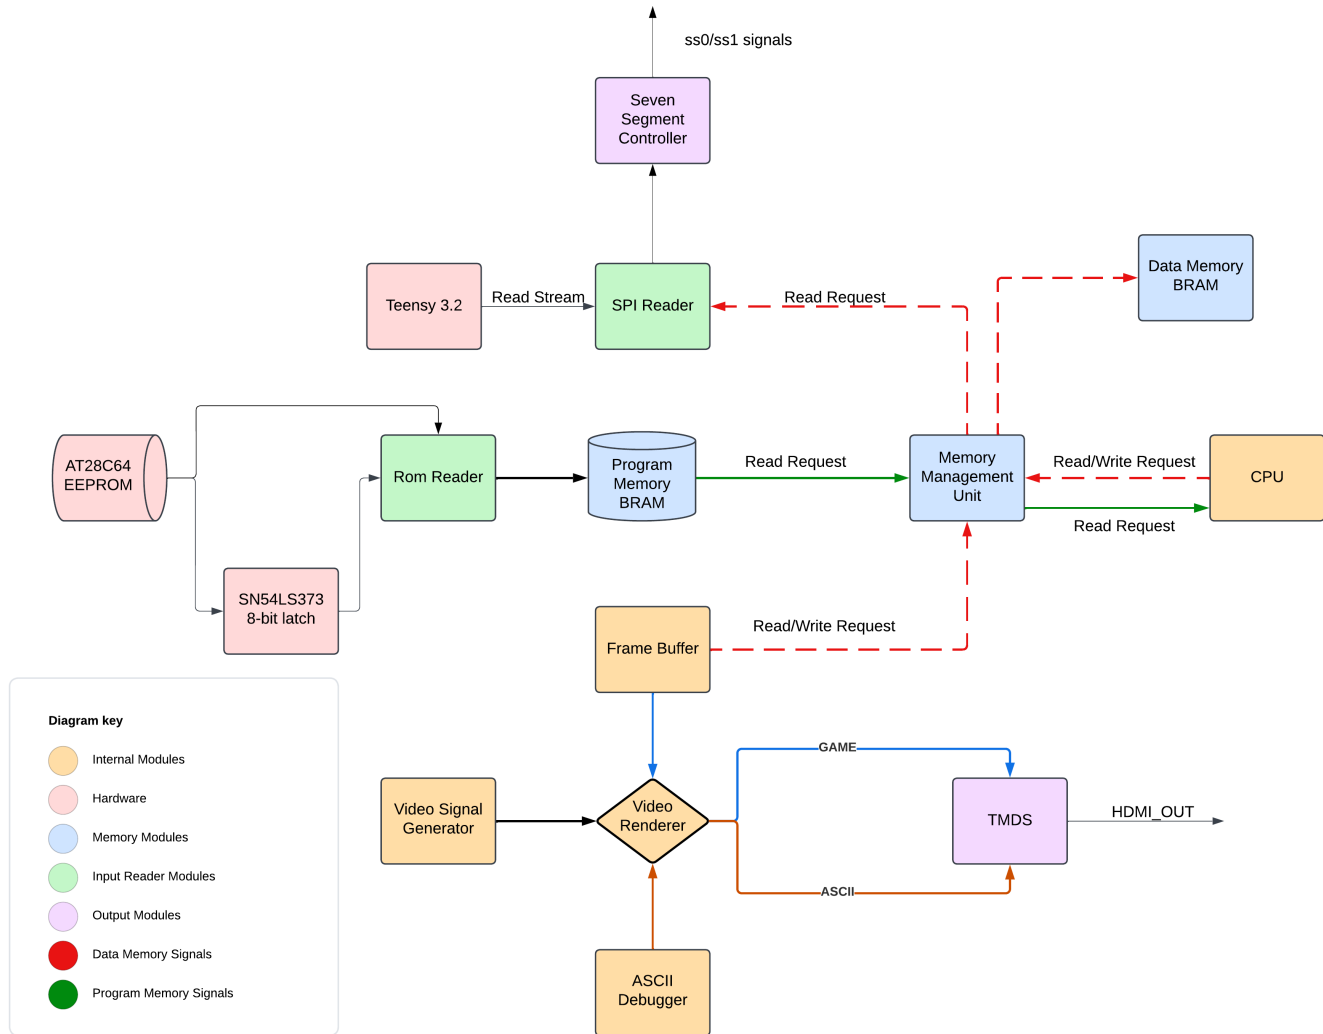 ss0/ss1 signals
Seven
Segment
Controller
Data Memory
BRAM
Teensy 3.2
Read Stream
SPI Reader
Read Request
AT28C64
EEPROM
Rom Reader
Program
Memory
BRAM
Read Request
Memory
Management
Unit
Read/Write Request
CPU
Read Request
SN54LS373
8-bit latch
Frame Buffer
Read/Write Request
Diagram key
Internal Modules
Hardware
Memory Modules
Input Reader Modules
Output Modules
Data Memory Signals
Program Memory Signals
Video Signal
Generator
Video
Renderer
GAME
ASCII
TMDS
HDMI_OUT
ASCII
Debugger